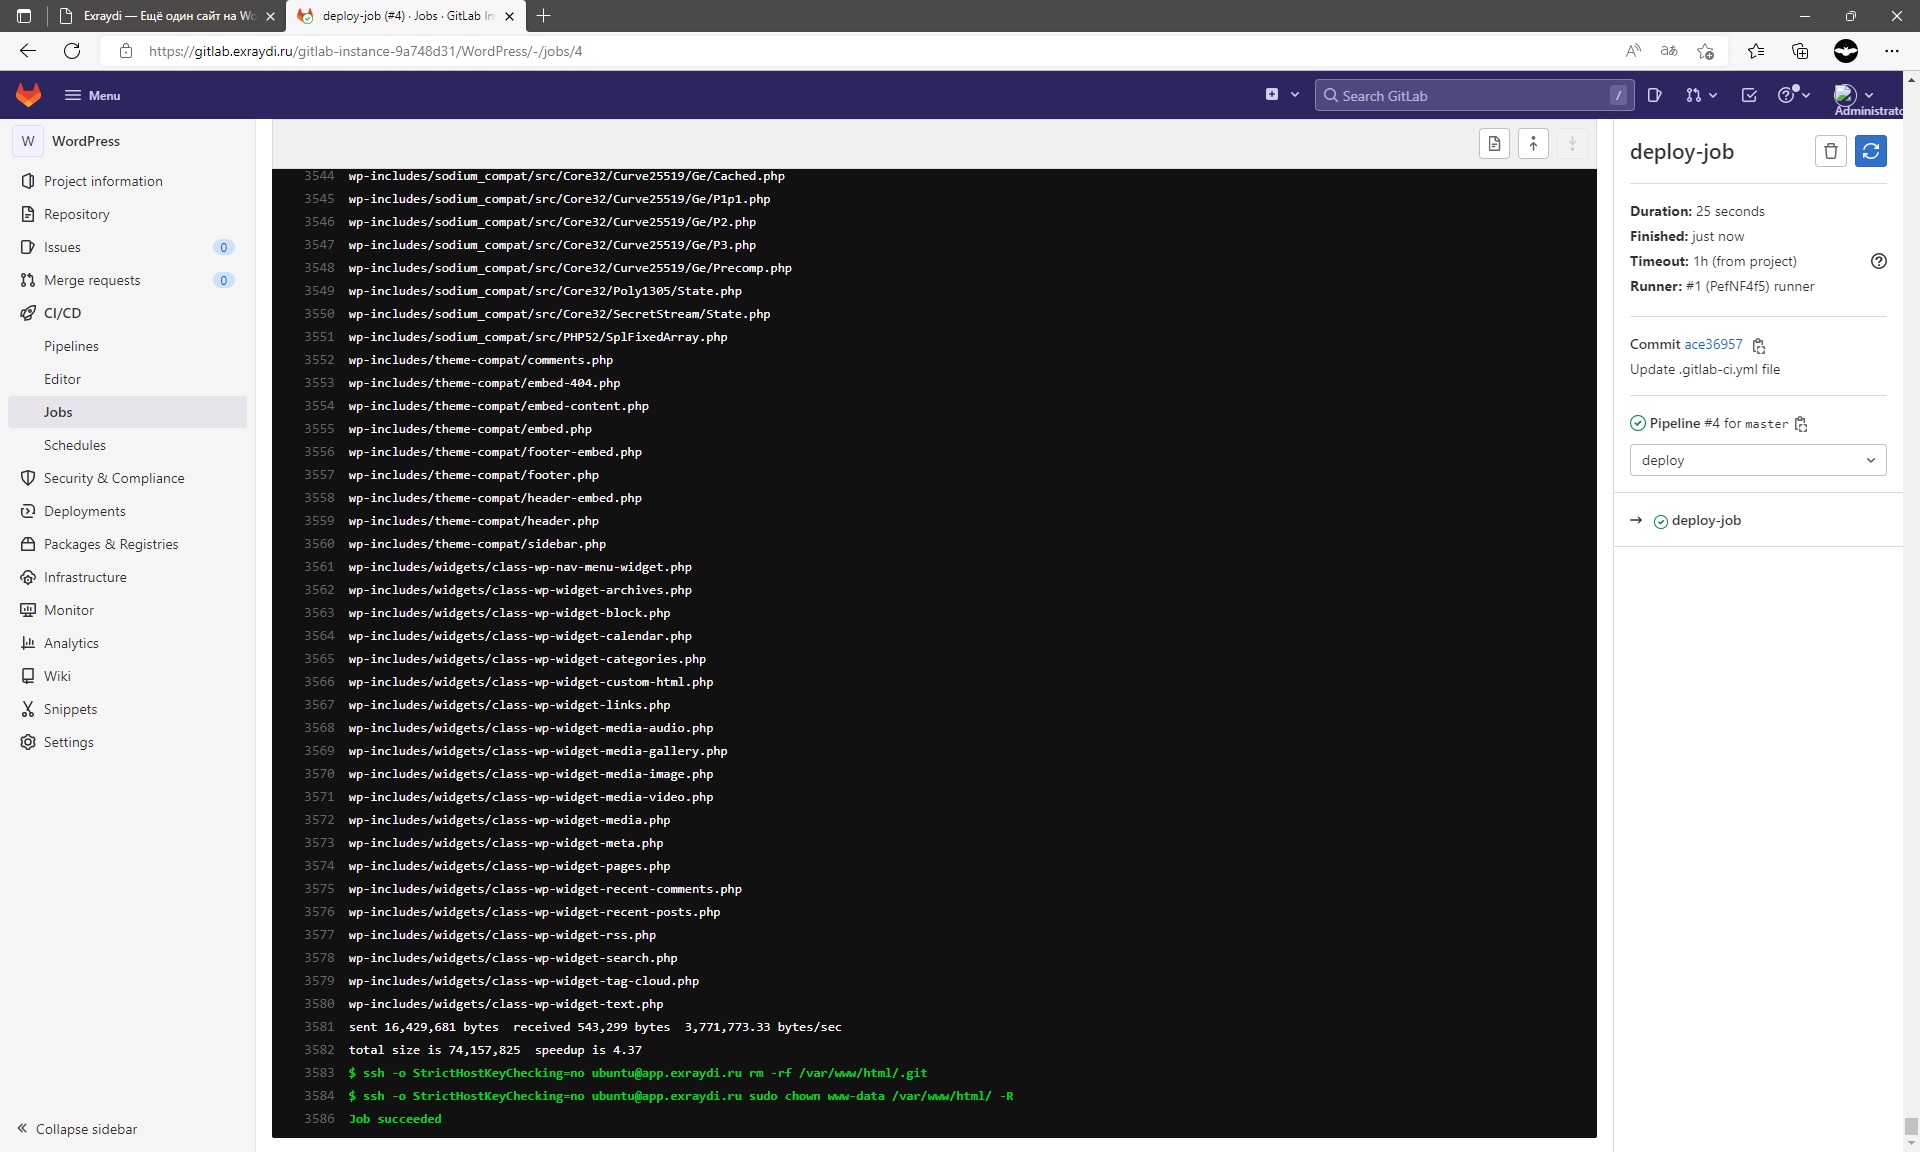 Exraydi — Ещё один сайт на Wo
deploy-job (#4) · Jobs · GitLab In
https://gitlab.exraydi.ru/gitlab-instance-9a748d31/WordPress/-/jobs/4
Menu
Search GitLab
/
Administrato
W WordPress
Project information
Repository
Issues 0
Merge requests 0
CI/CD
Pipelines
Editor
Jobs
Schedules
Security & Compliance
Deployments
Packages & Registries
Infrastructure
Monitor
Analytics
Wiki
Snippets
Settings
Collapse sidebar
3544 wp-includes/sodium_compat/src/Core32/Curve25519/Ge/Cached.php
3545 wp-includes/sodium_compat/src/Core32/Curve25519/Ge/P1p1.php
3546 wp-includes/sodium_compat/src/Core32/Curve25519/Ge/P2.php
3547 wp-includes/sodium_compat/src/Core32/Curve25519/Ge/P3.php
3548 wp-includes/sodium_compat/src/Core32/Curve25519/Ge/Precomp.php
3549 wp-includes/sodium_compat/src/Core32/Poly1305/State.php
3550 wp-includes/sodium_compat/src/Core32/SecretStream/State.php
3551 wp-includes/sodium_compat/src/PHP52/SplFixedArray.php
3552 wp-includes/theme-compat/comments.php
3553 wp-includes/theme-compat/embed-404.php
3554 wp-includes/theme-compat/embed-content.php
3555 wp-includes/theme-compat/embed.php
3556 wp-includes/theme-compat/footer-embed.php
3557 wp-includes/theme-compat/footer.php
3558 wp-includes/theme-compat/header-embed.php
3559 wp-includes/theme-compat/header.php
3560 wp-includes/theme-compat/sidebar.php
3561 wp-includes/widgets/class-wp-nav-menu-widget.php
3562 wp-includes/widgets/class-wp-widget-archives.php
3563 wp-includes/widgets/class-wp-widget-block.php
3564 wp-includes/widgets/class-wp-widget-calendar.php
3565 wp-includes/widgets/class-wp-widget-categories.php
3566 wp-includes/widgets/class-wp-widget-custom-html.php
3567 wp-includes/widgets/class-wp-widget-links.php
3568 wp-includes/widgets/class-wp-widget-media-audio.php
3569 wp-includes/widgets/class-wp-widget-media-gallery.php
3570 wp-includes/widgets/class-wp-widget-media-image.php
3571 wp-includes/widgets/class-wp-widget-media-video.php
3572 wp-includes/widgets/class-wp-widget-media.php
3573 wp-includes/widgets/class-wp-widget-meta.php
3574 wp-includes/widgets/class-wp-widget-pages.php
3575 wp-includes/widgets/class-wp-widget-recent-comments.php
3576 wp-includes/widgets/class-wp-widget-recent-posts.php
3577 wp-includes/widgets/class-wp-widget-rss.php
3578 wp-includes/widgets/class-wp-widget-search.php
3579 wp-includes/widgets/class-wp-widget-tag-cloud.php
3580 wp-includes/widgets/class-wp-widget-text.php
3581 sent 16,429,681 bytes  received 543,299 bytes  3,771,773.33 bytes/sec
3582 total size is 74,157,825  speedup is 4.37
3583 $ ssh -o StrictHostKeyChecking=no ubuntu@app.exraydi.ru rm -rf /var/www/html/.git
3584 $ ssh -o StrictHostKeyChecking=no ubuntu@app.exraydi.ru sudo chown www-data /var/www/html/ -R
3586 Job succeeded
deploy-job
Duration: 25 seconds
Finished: just now
Timeout: 1h (from project)
Runner: #1 (PefNF4f5) runner
Commit ace36957
Update .gitlab-ci.yml file
Pipeline #4 for master
deploy
→ deploy-job